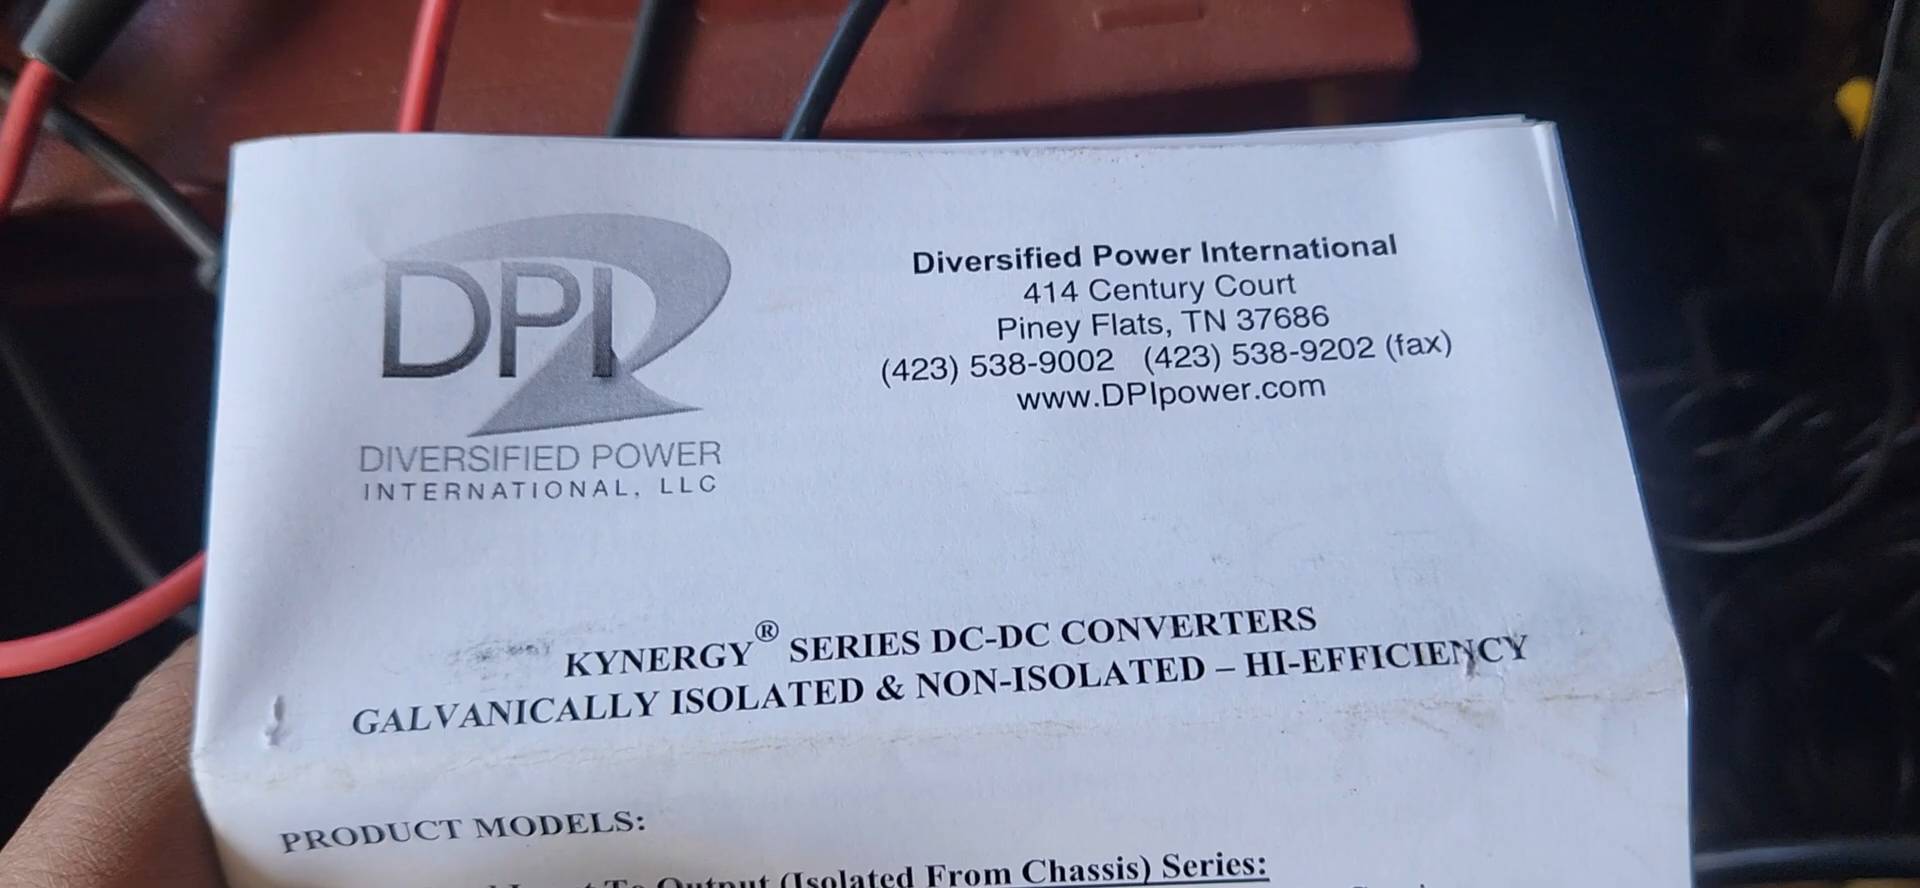 DPI
DIVERSIFIED POWER
INTERNATIONAL, LLC
Diversified Power International
414 Century Court
Piney Flats, TN 37686
(423) 538-9002 (423) 538-9202 (fax)
www.DPIpower.com
KYNERGY® SERIES DC-DC CONVERTERS
GALVANICALLY ISOLATED & NON-ISOLATED – HI-EFFICIENCY
PRODUCT MODELS:
To Output (Isolated From Chassis) Series: